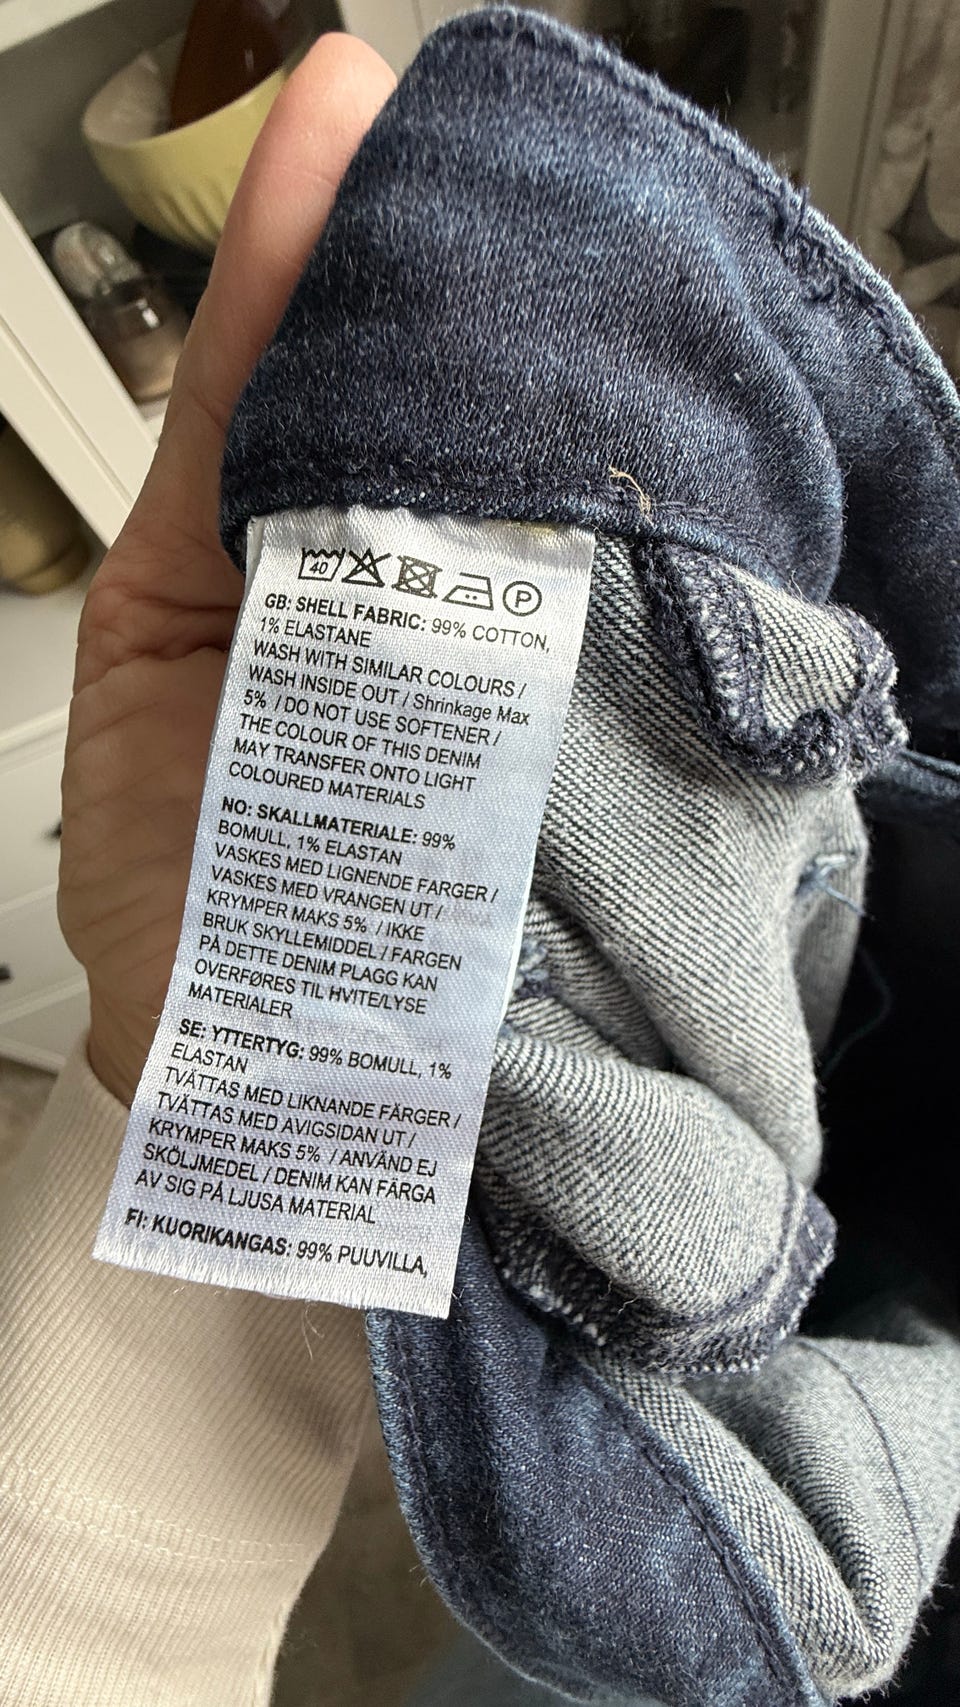 40 P
GB: SHELL FABRIC: 99% COTTON,
1% ELASTANE
WASH WITH SIMILAR COLOURS /
WASH INSIDE OUT / Shrinkage Max
5% / DO NOT USE SOFTENER /
THE COLOUR OF THIS DENIM
MAY TRANSFER ONTO LIGHT
COLOURED MATERIALS
NO: SKALLMATERIALE: 99%
BOMULL, 1% ELASTAN
VASKES MED LIGNENDE FARGER /
VASKES MED VRANGEN UT /
KRYMPER MAKS 5% / IKKE
BRUK SKYLLEMIDDEL / FARGEN
PÅ DETTE DENIM PLAGG KAN
OVERFØRES TIL HVITE/LYSE
MATERIALER
SE: YTTERTYG: 99% BOMULL, 1%
ELASTAN
TVÄTTAS MED LIKNANDE FÄRGER /
TVÄTTAS MED AVIGSIDAN UT /
KRYMPER MAKS 5% / ANVÄND EJ
SKÖLJMEDEL / DENIM KAN FÄRGA
AV SIG PÅ LJUSA MATERIAL
FI: KUORIKANGAS: 99% PUUVILLA,